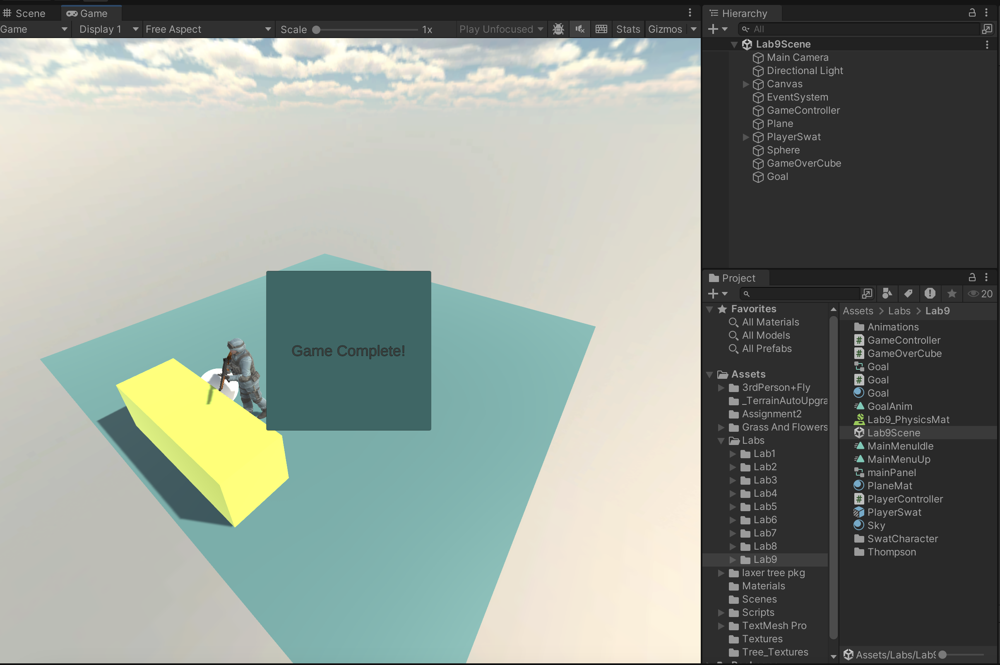 Scene
Game
Game
Display 1
Free Aspect
Scale
1x
Play Unfocused
Stats
Gizmos
Game Complete!
Hierarchy
All
Lab9Scene
Main Camera
Directional Light
Canvas
EventSystem
GameController
Plane
PlayerSwat
Sphere
GameOverCube
Goal
Project
20
Favorites
All Materials
All Models
All Prefabs
Assets
3rdPerson+Fly
_TerrainAutoUpgra
Assignment2
Grass And Flowers
Labs
Lab1
Lab2
Lab3
Lab4
Lab5
Lab6
Lab7
Lab8
Lab9
laxer tree pkg
Materials
Scenes
Scripts
TextMesh Pro
Textures
Tree_Textures
Assets > Labs > Lab9
Animations
GameController
GameOverCube
Goal
Goal
Goal
GoalAnim
Lab9_PhysicsMat
Lab9Scene
MainMenuIdle
MainMenuUp
mainPanel
PlaneMat
PlayerController
PlayerSwat
Sky
SwatCharacter
Thompson
Assets/Labs/Lab9